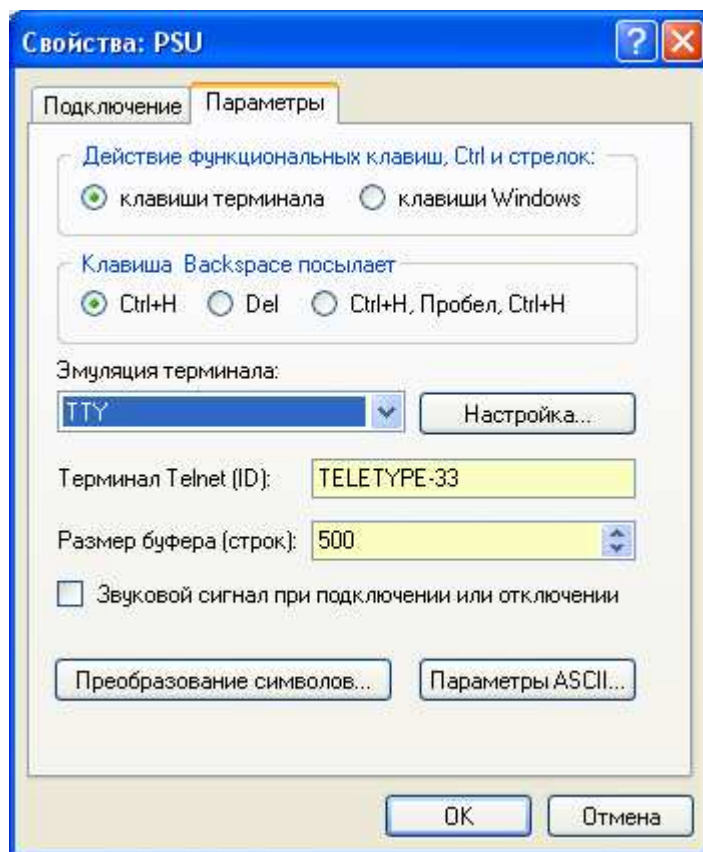 Свойства: PSU
Подключение Параметры
Действие функциональных клавиш, Ctrl и стрелок:
клавиши терминала клавиши Windows
Клавиша Backspace посылает
Ctrl+H Del Ctrl+H, Пробел, Ctrl+H
Эмуляция терминала:
TTY Настройка...
Терминал Telnet (ID): TELETYPE-33
Размер буфера (строк): 500
Звуковой сигнал при подключении или отключении
Преобразование символов... Параметры ASCII...
OK Отмена